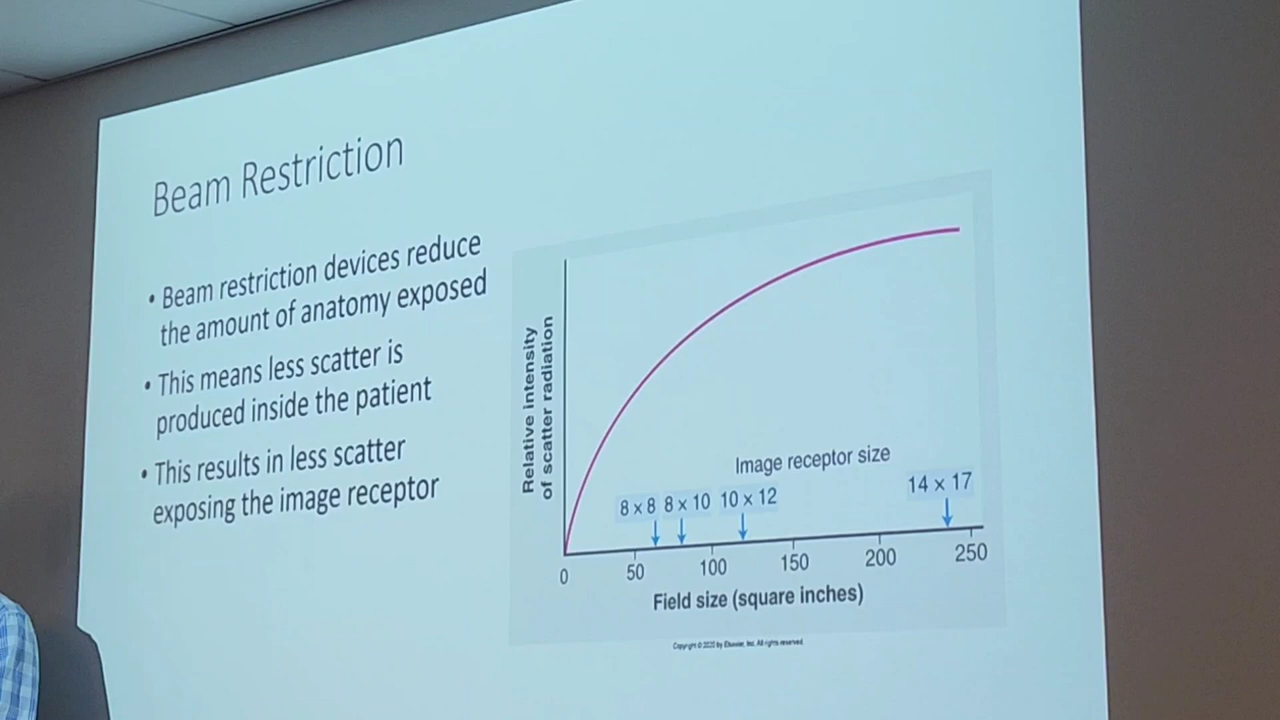 Beam Restriction
• Beam restriction devices reduce
the amount of anatomy exposed
• This means less scatter is
produced inside the patient
• This results in less scatter
exposing the image receptor
Relative intensity
of scatter radiation
Image receptor size
8 x 8 8 x 10 10 x 12 14 x 17
0 50 100 150 200 250
Field size (square inches)
Copyright © 2020 by Elsevier, Inc. All rights reserved.